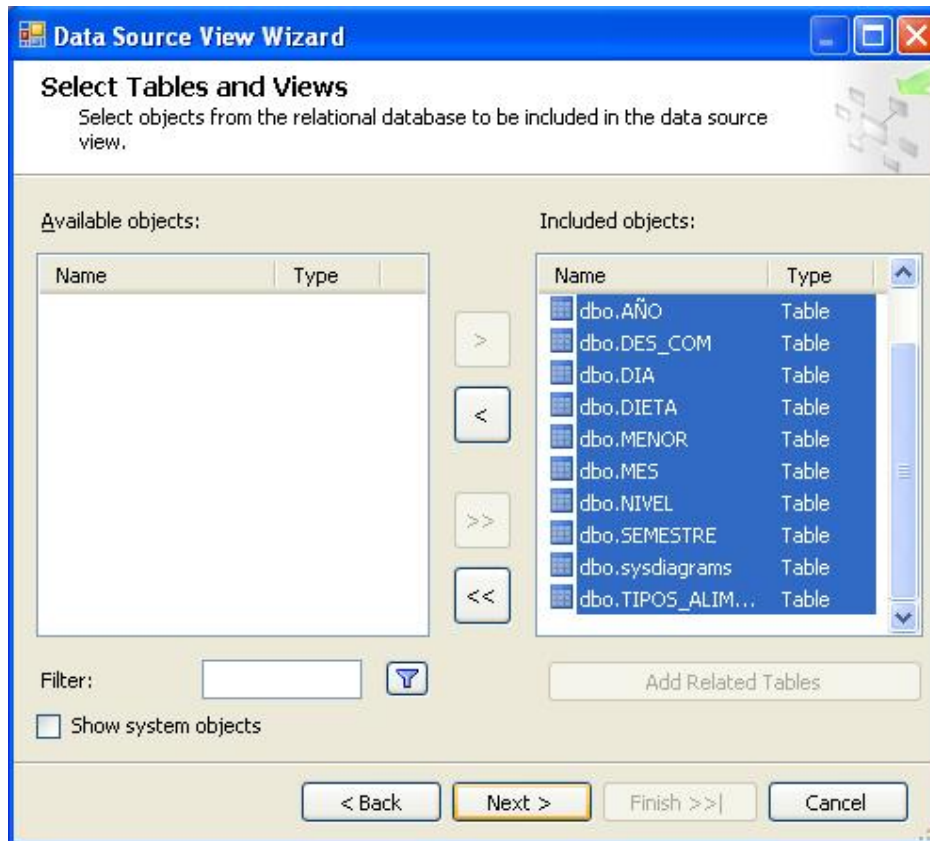 Data Source View Wizard
Select Tables and Views
Select objects from the relational database to be included in the data source
view.
Available objects:
Name Type
>
<
>>
<<
Included objects:
Name Type
dbo.AÑO Table
dbo.DES_COM Table
dbo.DIA Table
dbo.DIETA Table
dbo.MENOR Table
dbo.MES Table
dbo.NIVEL Table
dbo.SEMESTRE Table
dbo.sysdiagrams Table
dbo.TIPOS_ALIM... Table
Filter:
Add Related Tables
Show system objects
< Back Next > Finish >>| Cancel